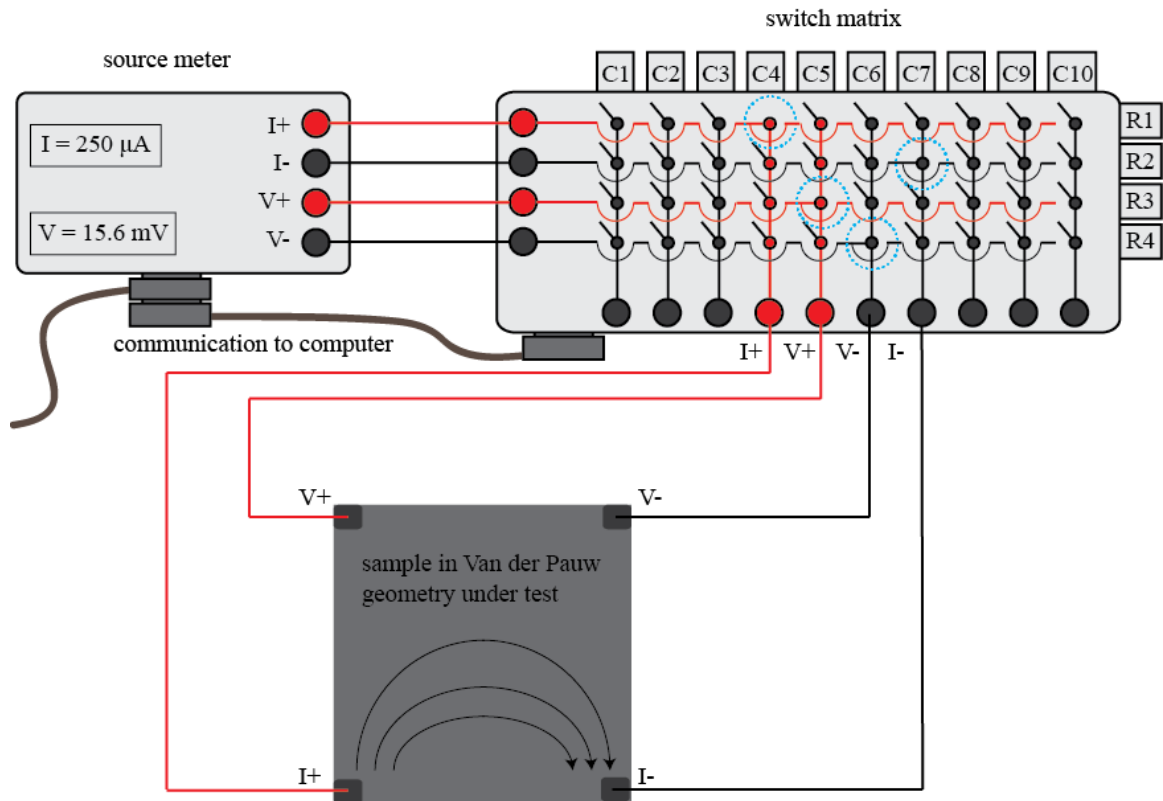 switch matrix
source meter
C1 C2 C3 C4 C5 C6 C7 C8 C9 C10
I+
I = 250 µA
I-
V+
V = 15.6 mV
V-
R1
R2
R3
R4
communication to computer
I+ V+ V- I-
V+ V-
sample in Van der Pauw
geometry under test
I+ I-